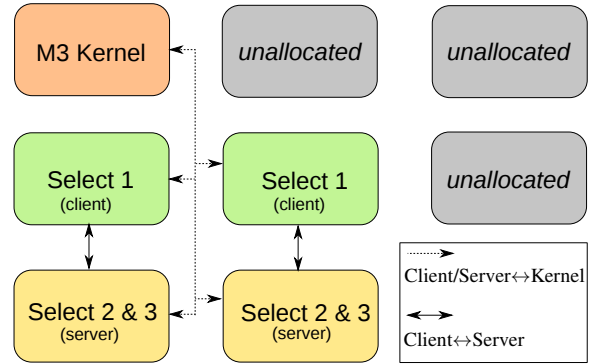 M3 Kernel
unallocated
unallocated
Select 1
(client)
Select 1
(client)
unallocated
Select 2 & 3
(server)
Select 2 & 3
(server)
Client/Server↔Kernel
Client↔Server